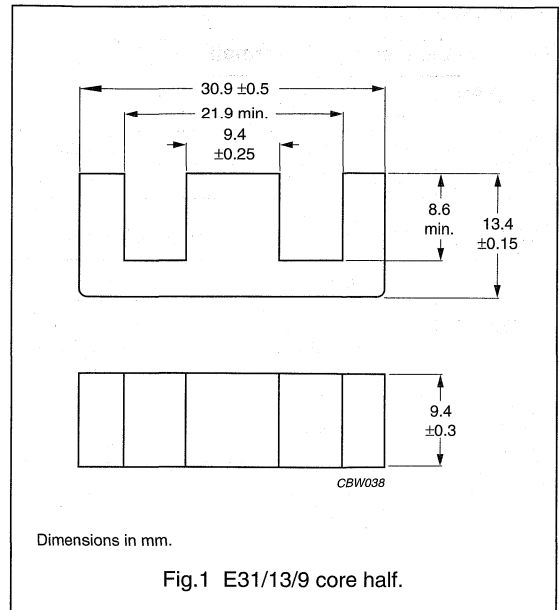 30.9 ±0.5
21.9 min.
9.4
±0.25
8.6
min.
13.4
±0.15
9.4
±0.3
CBW038
Dimensions in mm.
Fig.1 E31/13/9 core half.